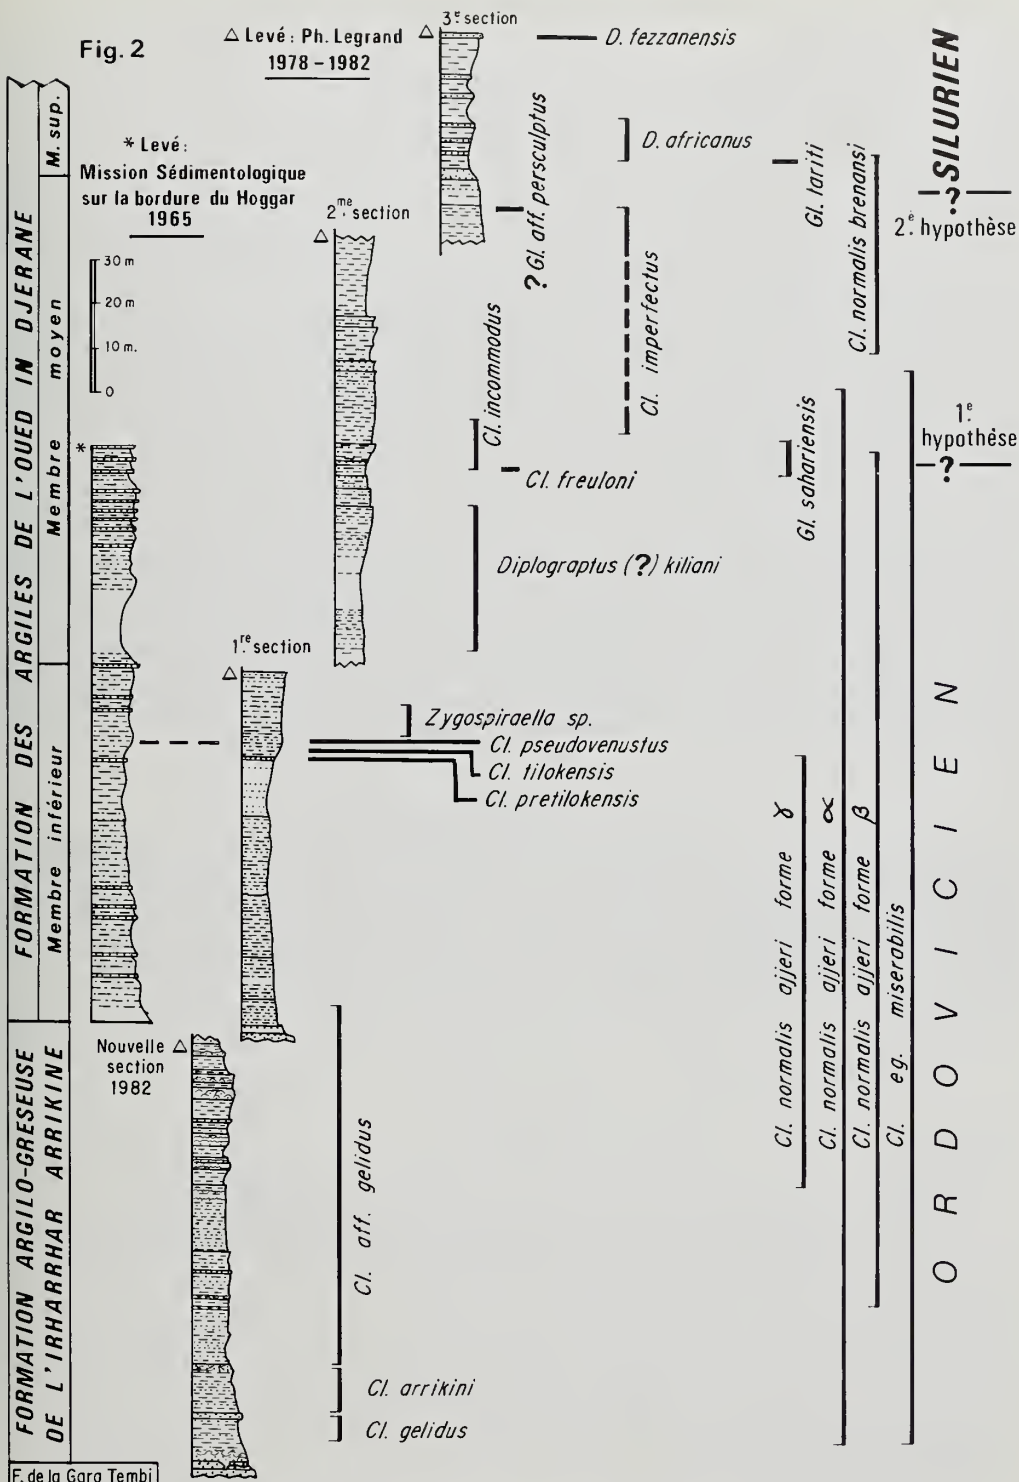 Fig. 2
△ Levé: Ph. Legrand
1978–1982
3e section
D. fezzanensis
* Levé:
Mission Sédimentologique
sur la bordure du Hoggar
1965
30 m
20 m
10 m.
0
2me section
? Gl. aff. persculptus
D. africanus
Gl. tariti
Cl. normalis brenansi
SILURIEN
— ? —
2e hypothèse
Cl. incommodus
Cl. imperfectus
Cl. freuloni
Gl. sahariensis
1e
hypothèse
— ? —
Diplograptus (?) kiliani
1re section
Zygospiraella sp.
Cl. pseudovenustus
Cl. tilokensis
Cl. pretilokensis
Cl. normalis ajjeri forme γ
Cl. normalis ajjeri forme α
Cl. normalis ajjeri forme β
Cl. eg. miserabilis
ORDOVICIEN
Nouvelle △
section
1982
Cl. aff. gelidus
Cl. arrikini
Cl. gelidus
FORMATION DES ARGILES DE L'OUED IN DJERANE
M. sup.
Membre moyen
Membre inférieur
FORMATION ARGILO-GRESEUSE
DE L'IRHARRHAR ARRIKINE
F. de la Gara Tembi